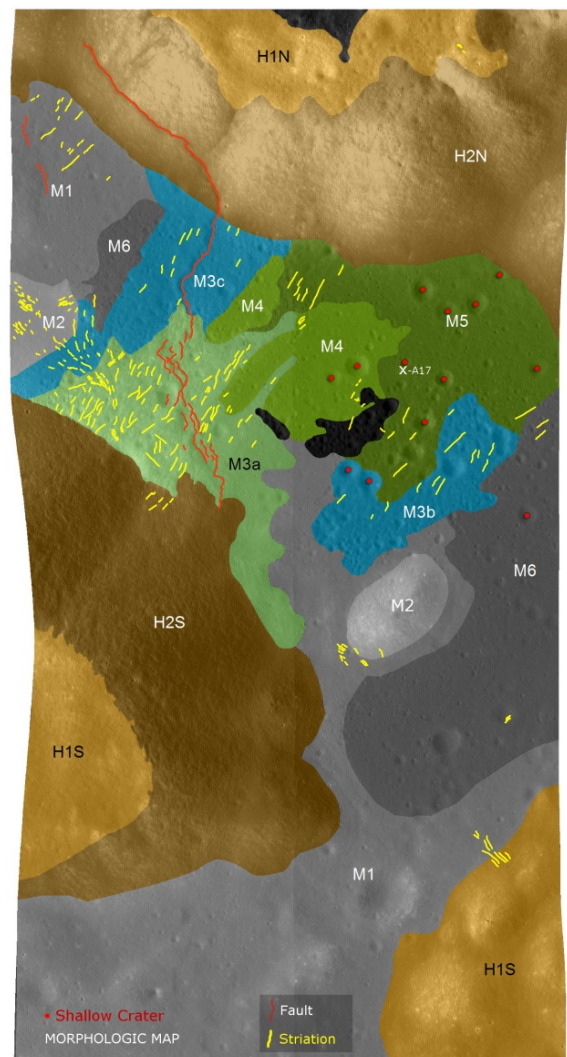 H1N
H2N
M1
M6
M3c
M4
M5
M2
M4
X-A17
M3a
M3b
M6
M2
H2S
H1S
M1
H1S
Shallow Crater
MORPHOLOGIC MAP
Fault
Striation